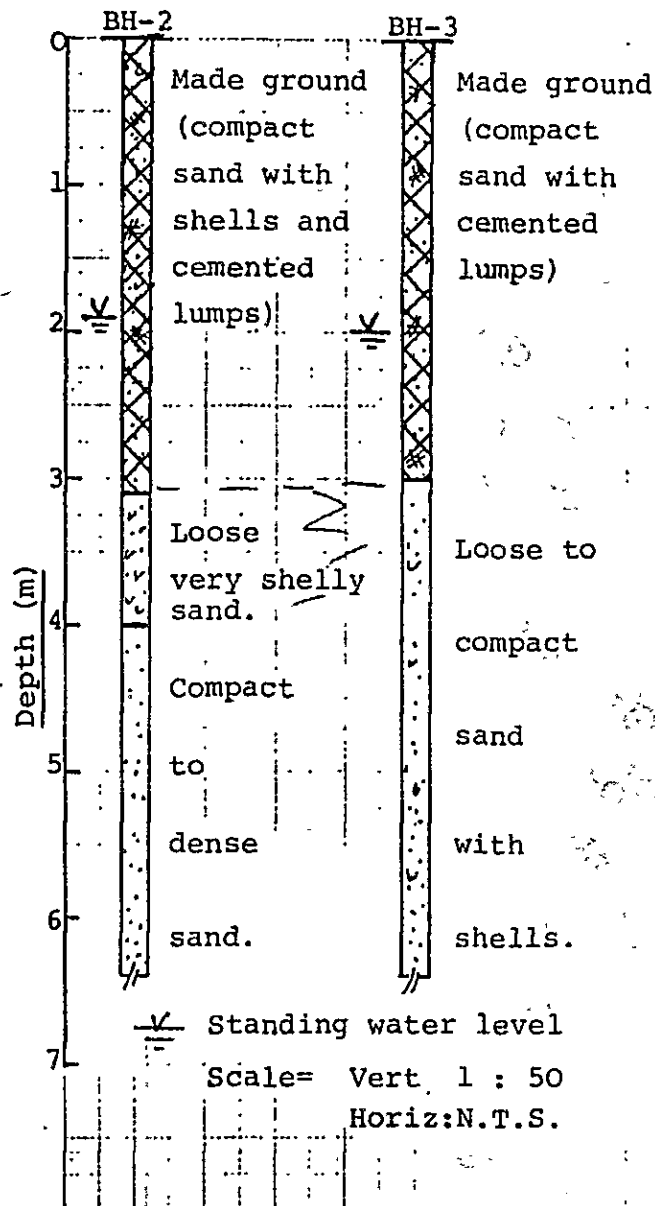 BH-2
BH-3
0
1
2
3
4
5
6
7
Depth (m)
Made ground
(compact
sand with
shells and
cemented
lumps)
Loose
very shelly
sand.
Compact
to
dense
sand.
Made ground
(compact
sand with
cemented
lumps)
Loose to
compact
sand
with
shells.
Standing water level
Scale= Vert 1 : 50
Horiz:N.T.S.